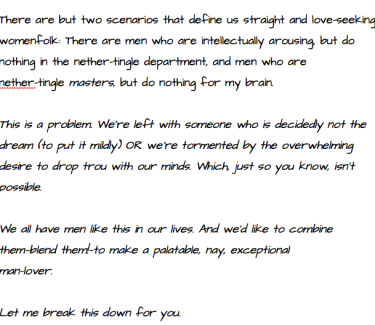 There are but two scenarios that define us straight and love-seeking
womenfolk: There are men who are intellectually arousing, but do
nothing in the nether-tingle department, and men who are
nether-tingle masters, but do nothing for my brain.
This is a problem. We're left with someone who is decidedly not the
dream (to put it mildly) OR we're tormented by the overwhelming
desire to drop trou with our minds. Which, just so you know, isn't
possible.
We all have men like this in our lives. And we'd like to combine
them-blend them!-to make a palatable, nay, exceptional
man-lover.
Let me break this down for you.